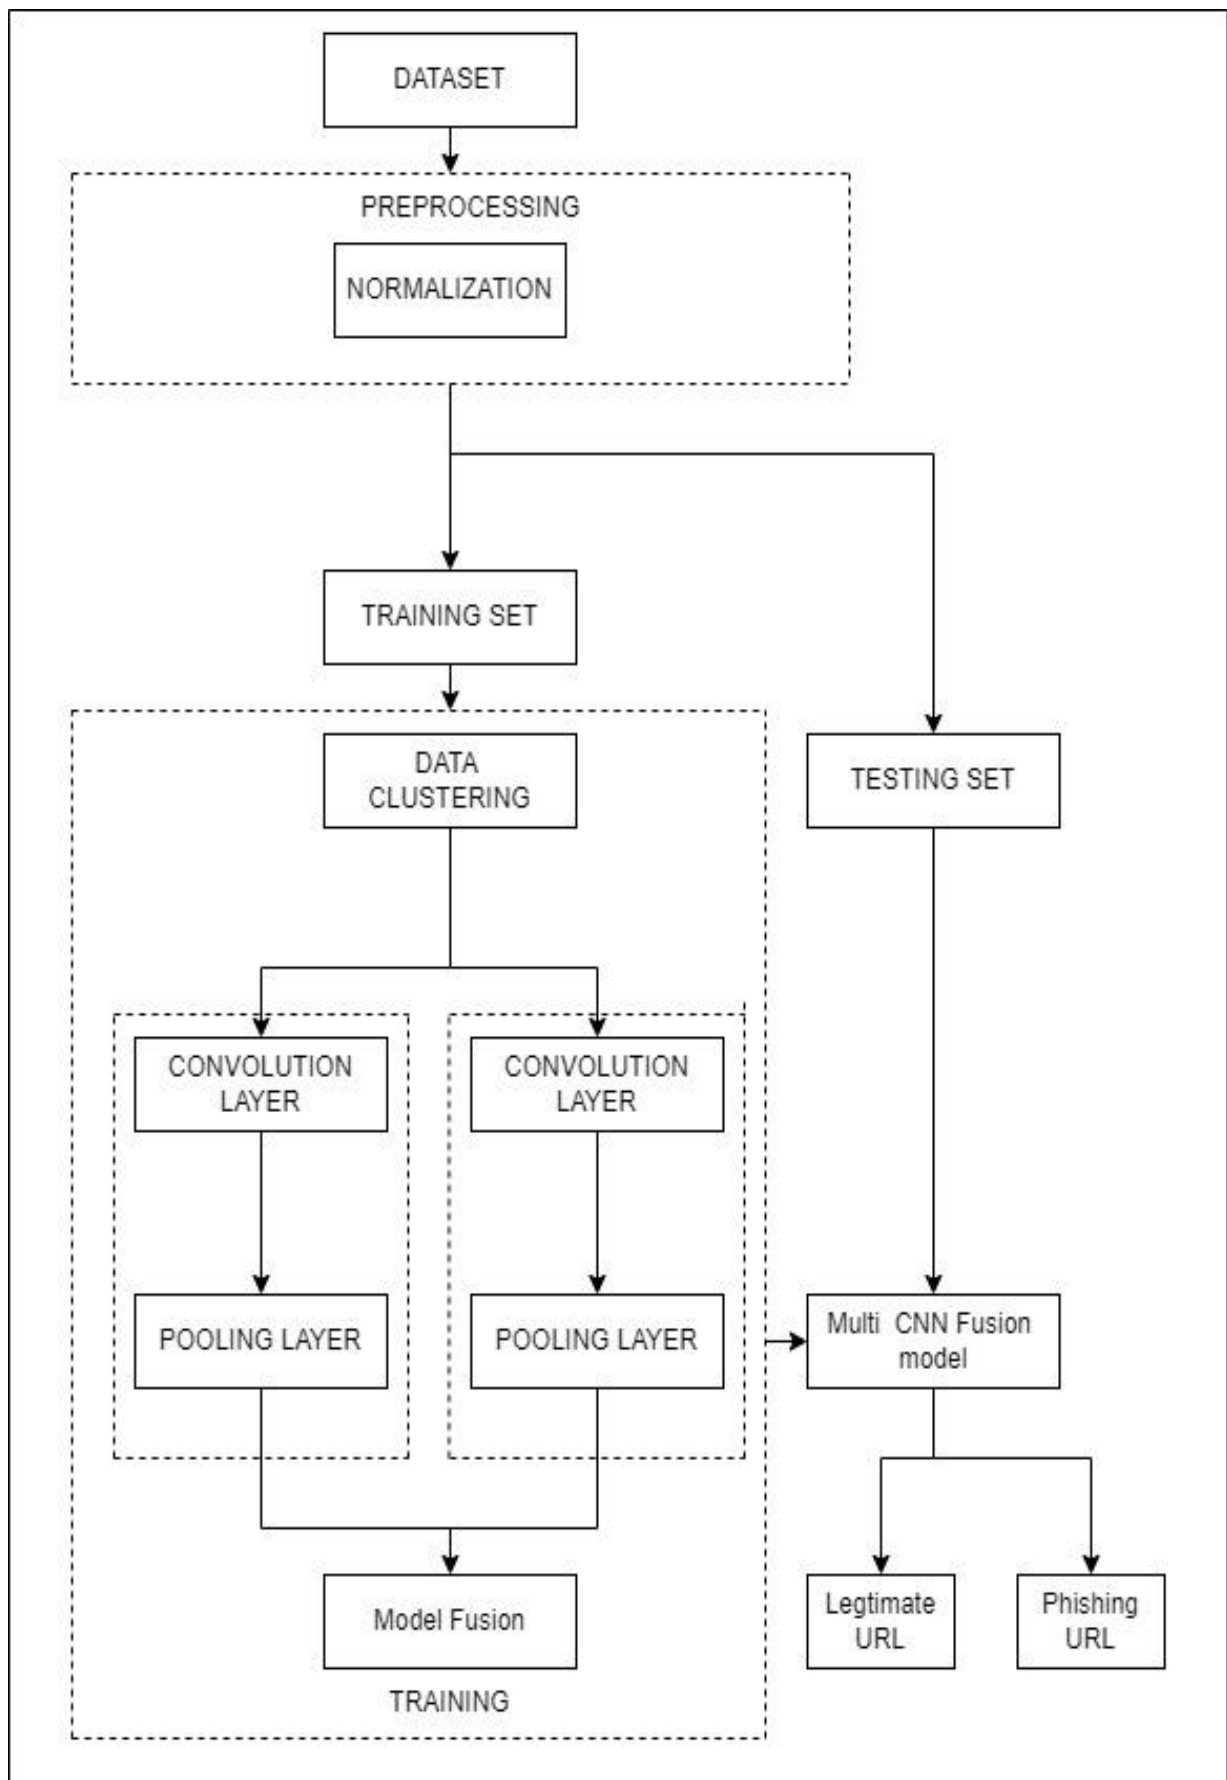 DATASET
PREPROCESSING
NORMALIZATION
TRAINING SET
DATA
CLUSTERING
TESTING SET
CONVOLUTION
LAYER
CONVOLUTION
LAYER
POOLING LAYER
POOLING LAYER
Multi CNN Fusion
model
Model Fusion
Legtimate
URL
Phishing
URL
TRAINING